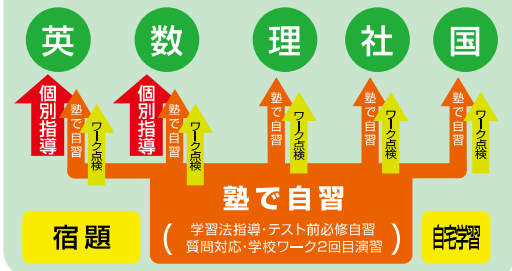 英
数
理
社
国
個別指導
塾で自習
ワーク点検
個別指導
塾で自習
ワーク点検
塾で自習
ワーク点検
塾で自習
ワーク点検
塾で自習
ワーク点検
宿題
塾で自習
(学習法指導・テスト前必修自習
質問対応・学校ワーク2回目演習)
自宅学習